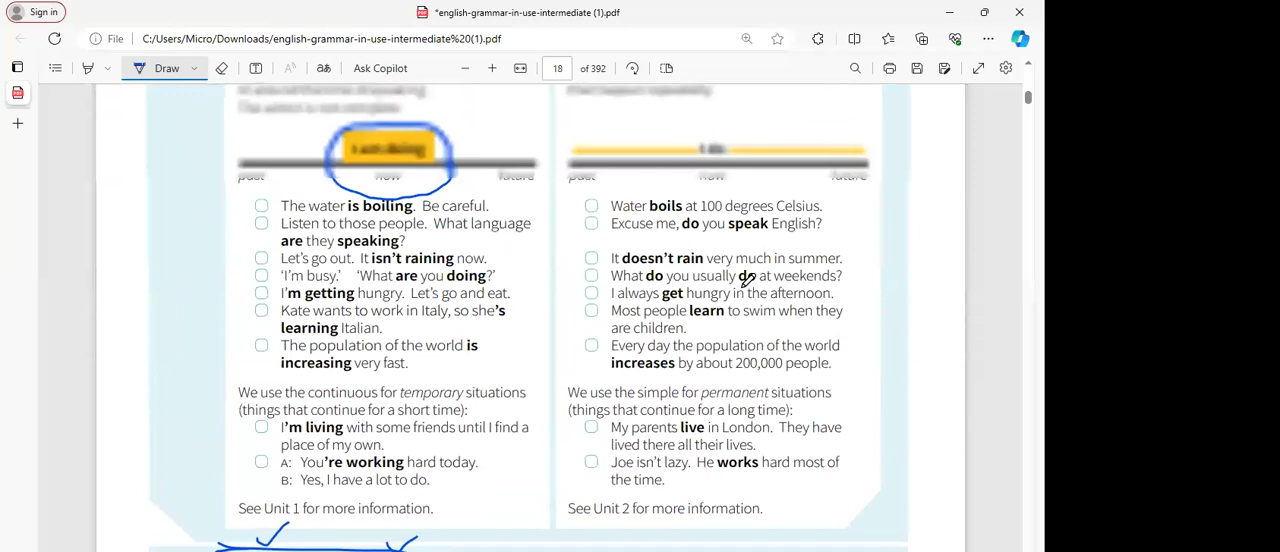 Sign in
*english-grammar-in-use-intermediate (1).pdf
File C:/Users/Micro/Downloads/english-grammar-in-use-intermediate%20(1).pdf
Draw Ask Copilot 18 of 392
past now future
The water is boiling. Be careful.
Listen to those people. What language
are they speaking?
Let's go out. It isn't raining now.
'I'm busy.' 'What are you doing?'
I'm getting hungry. Let's go and eat.
Kate wants to work in Italy, so she's
learning Italian.
The population of the world is
increasing very fast.
We use the continuous for temporary situations
(things that continue for a short time):
I'm living with some friends until I find a
place of my own.
A: You're working hard today.
B: Yes, I have a lot to do.
See Unit 1 for more information.
past now future
Water boils at 100 degrees Celsius.
Excuse me, do you speak English?
It doesn't rain very much in summer.
What do you usually do at weekends?
I always get hungry in the afternoon.
Most people learn to swim when they
are children.
Every day the population of the world
increases by about 200,000 people.
We use the simple for permanent situations
(things that continue for a long time):
My parents live in London. They have
lived there all their lives.
Joe isn't lazy. He works hard most of
the time.
See Unit 2 for more information.